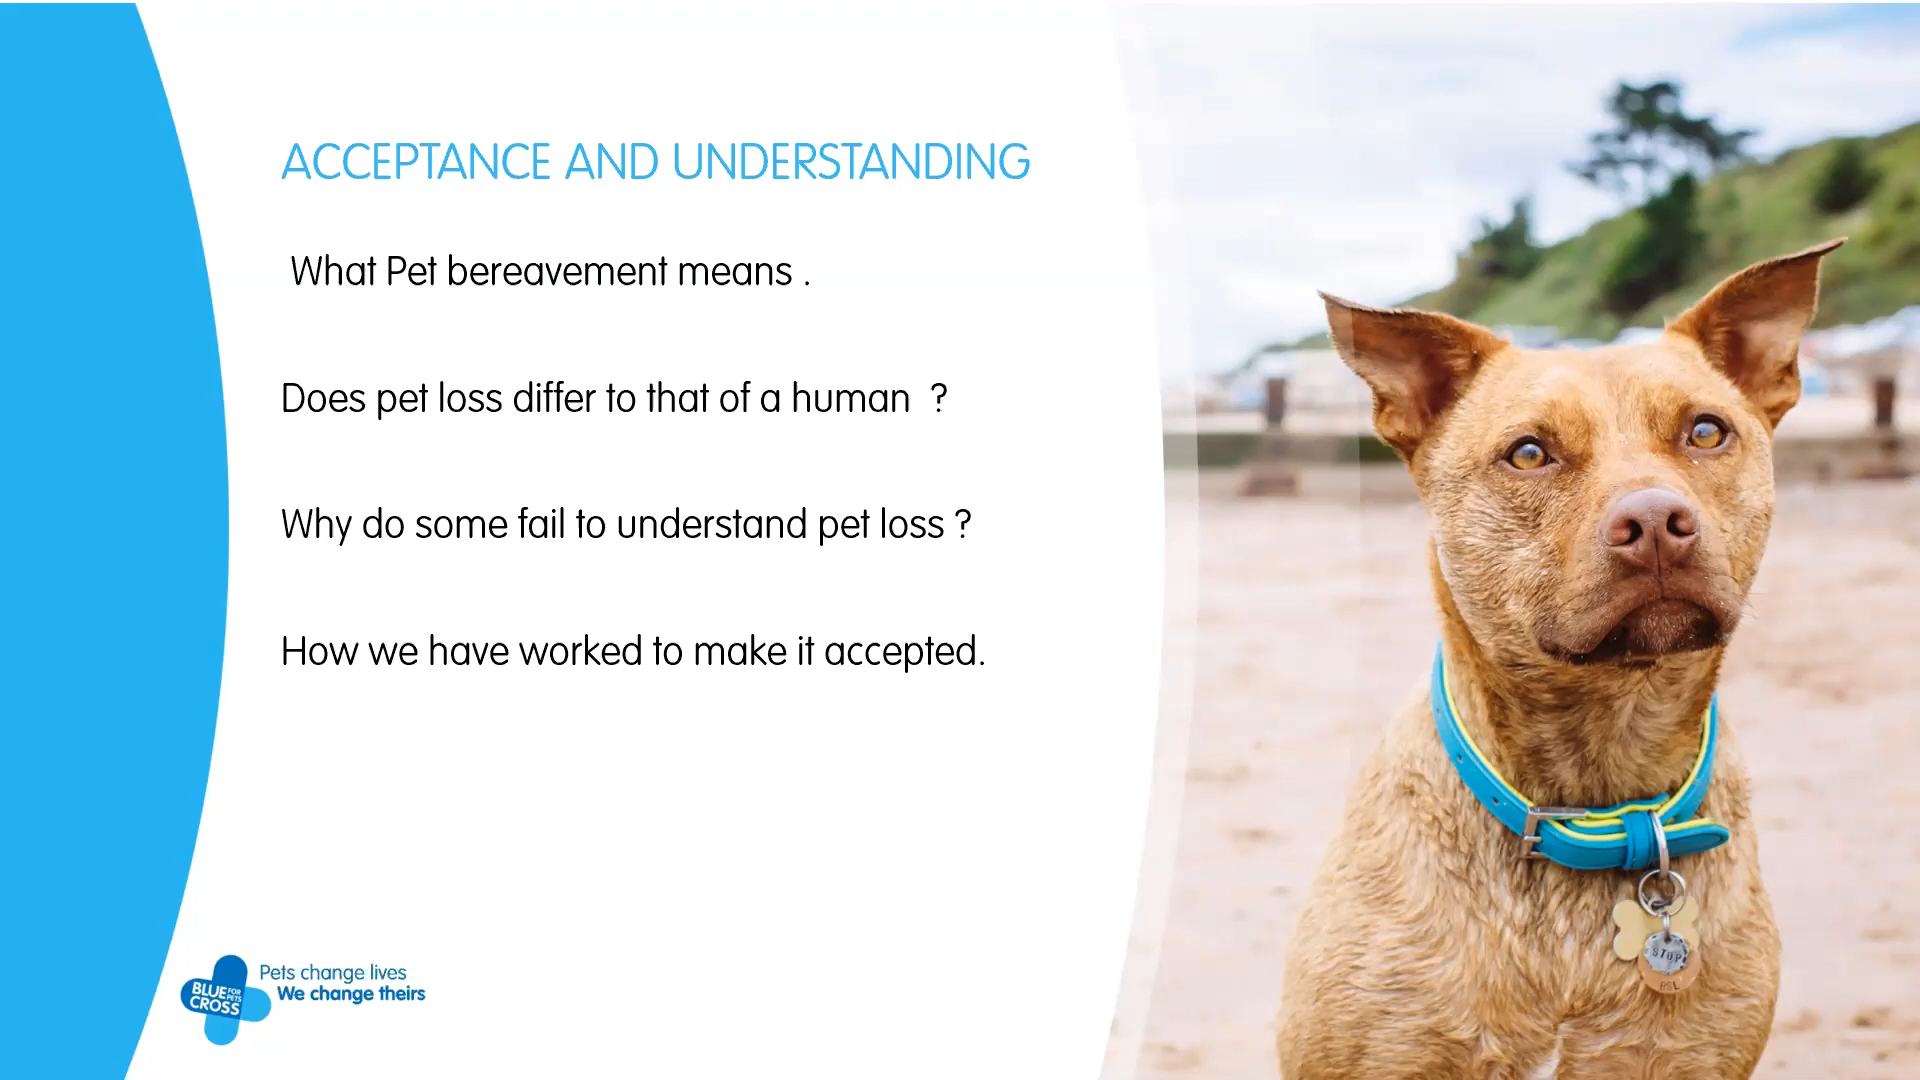 ACCEPTANCE AND UNDERSTANDING
What Pet bereavement means .
Does pet loss differ to that of a human ?
Why do some fail to understand pet loss ?
How we have worked to make it accepted.
BLUE FOR PETS CROSS
Pets change lives
We change theirs
STOP
BSL